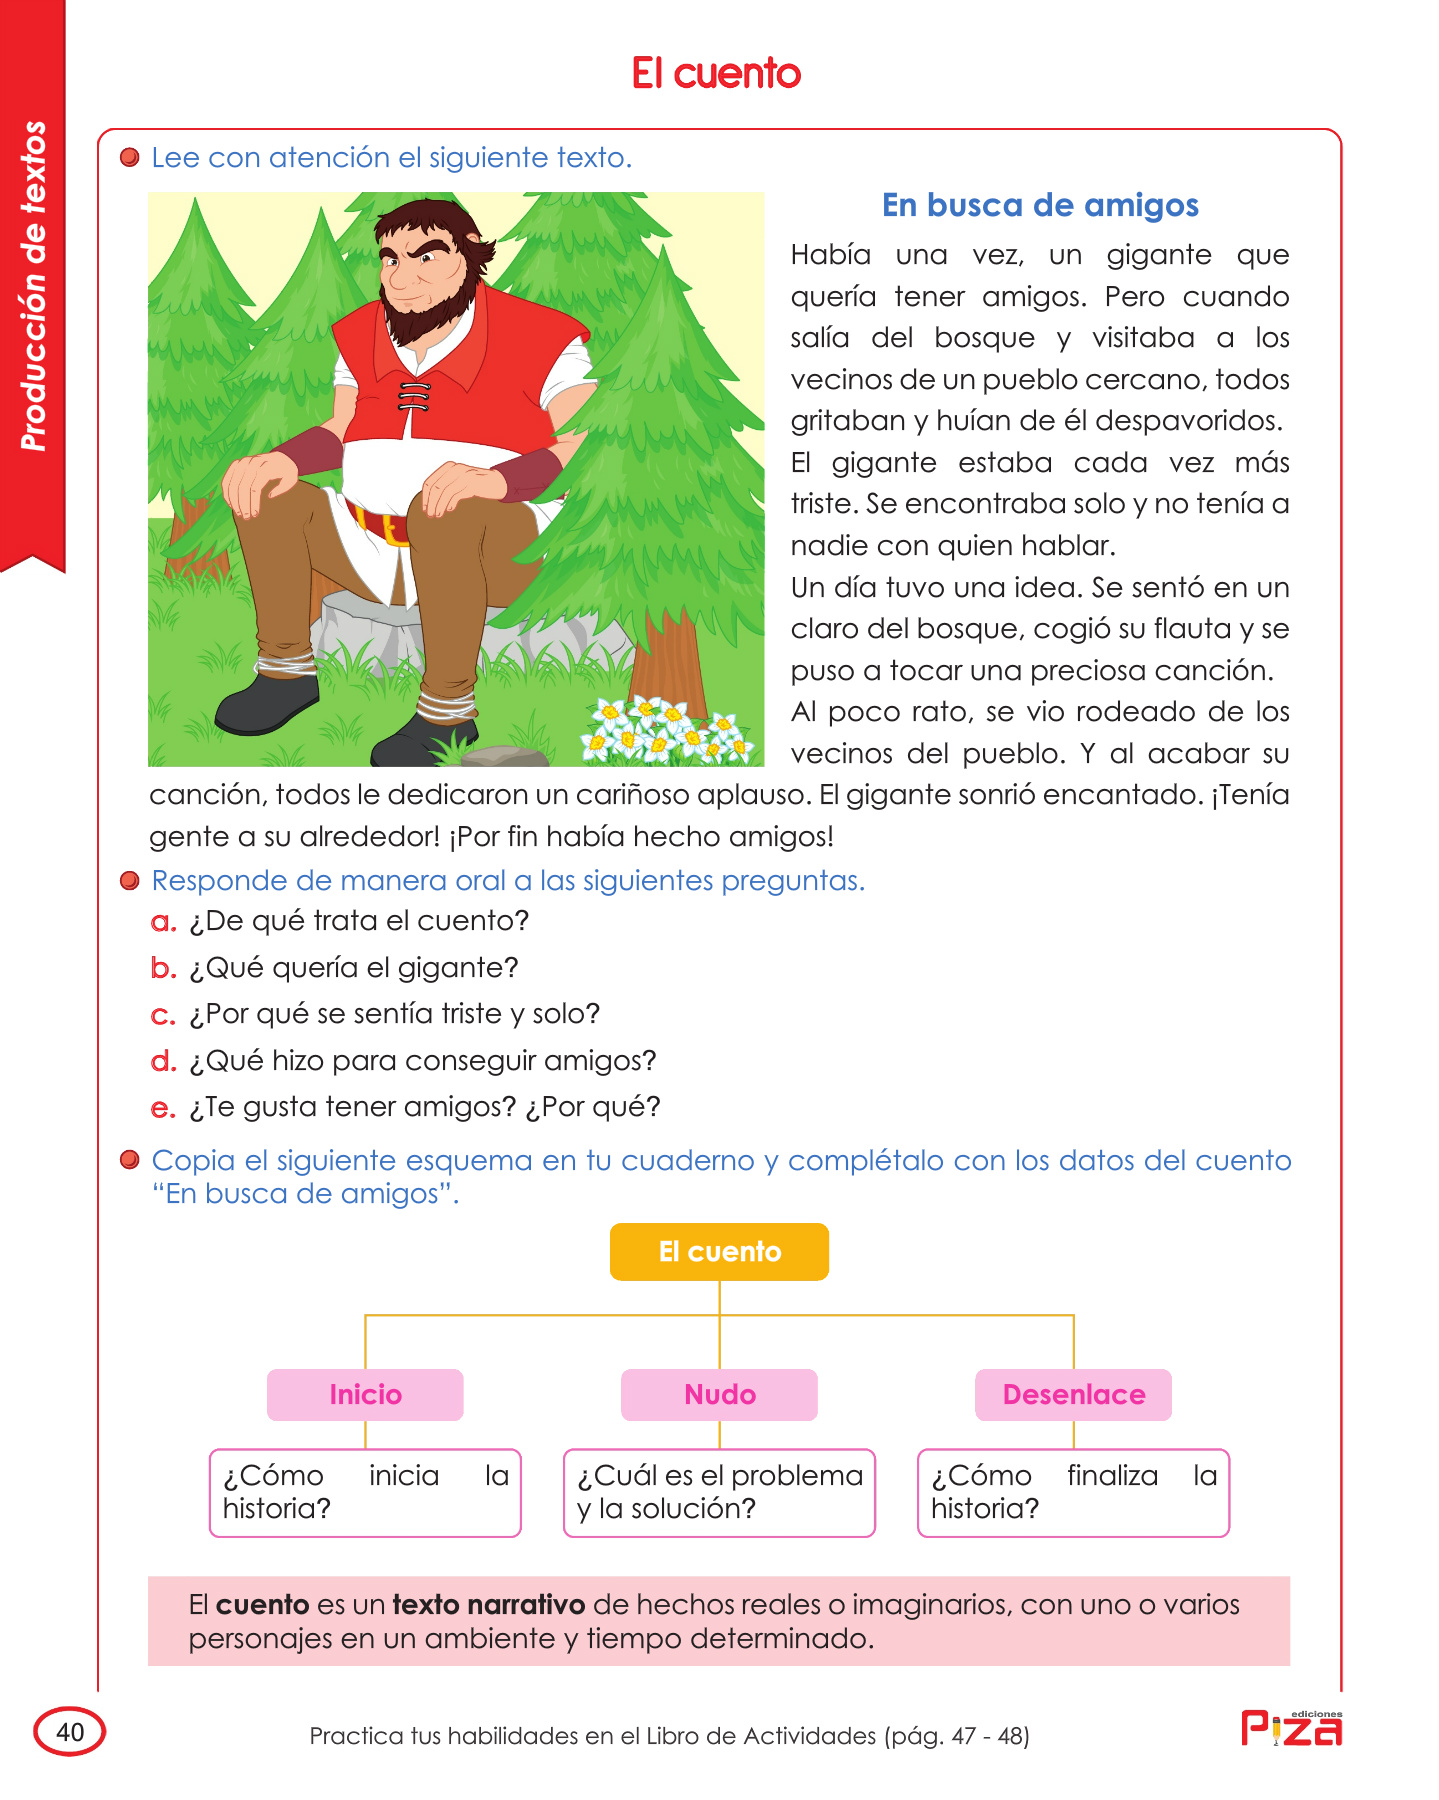 El cuento
Producción de textos
Lee con atención el siguiente texto.
En busca de amigos
Había una vez, un gigante que
quería tener amigos. Pero cuando
salía del bosque y visitaba a los
vecinos de un pueblo cercano, todos
gritaban y huían de él despavoridos.
El gigante estaba cada vez más
triste. Se encontraba solo y no tenía a
nadie con quien hablar.
Un día tuvo una idea. Se sentó en un
claro del bosque, cogió su flauta y se
puso a tocar una preciosa canción.
Al poco rato, se vio rodeado de los
vecinos del pueblo. Y al acabar su
canción, todos le dedicaron un cariñoso aplauso. El gigante sonrió encantado. ¡Tenía
gente a su alrededor! ¡Por fin había hecho amigos!
Responde de manera oral a las siguientes preguntas.
a. ¿De qué trata el cuento?
b. ¿Qué quería el gigante?
c. ¿Por qué se sentía triste y solo?
d. ¿Qué hizo para conseguir amigos?
e. ¿Te gusta tener amigos? ¿Por qué?
Copia el siguiente esquema en tu cuaderno y complétalo con los datos del cuento
“En busca de amigos”.
El cuento
Inicio
Nudo
Desenlace
¿Cómo inicia la
historia?
¿Cuál es el problema
y la solución?
¿Cómo finaliza la
historia?
El cuento es un texto narrativo de hechos reales o imaginarios, con uno o varios
personajes en un ambiente y tiempo determinado.
40
Practica tus habilidades en el Libro de Actividades (pág. 47 - 48)
ediciones
Piza